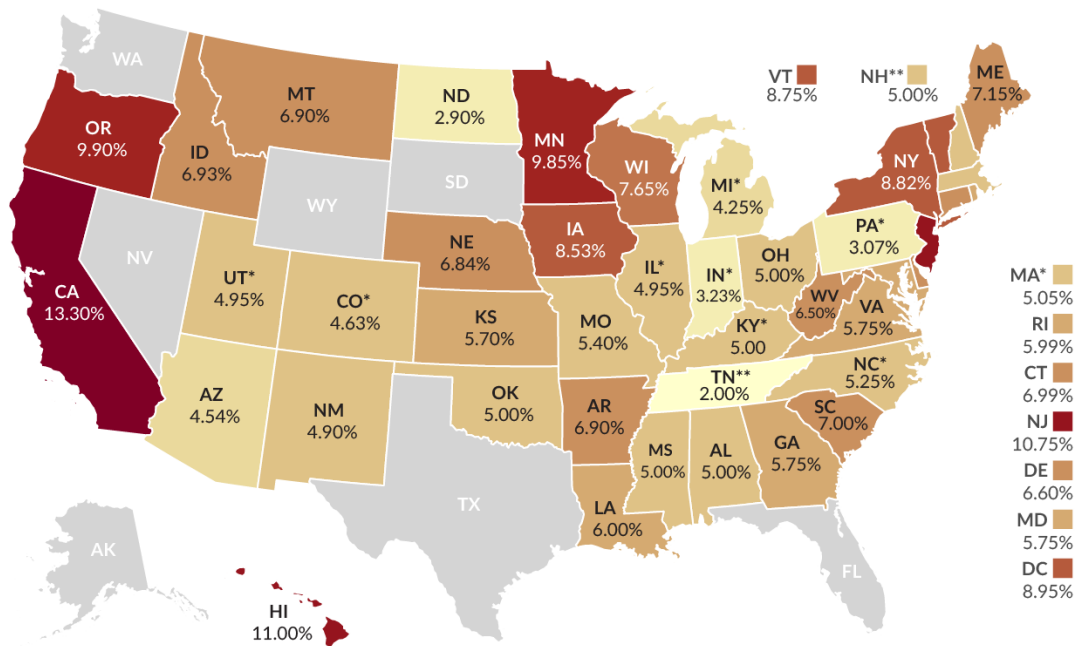 WA
VT
8.75%
NH**
5.00%
ME
7.15%
MT
6.90%
ND
2.90%
OR
9.90%
MN
9.85%
ID
6.93%
WI
7.65%
NY
8.82%
SD
MI*
4.25%
WY
IA
8.53%
PA*
3.07%
NE
6.84%
NV
UT*
4.95%
IL*
4.95%
IN*
3.23%
OH
5.00%
MA*
5.05%
CA
13.30%
CO*
4.63%
WV
6.50%
VA
5.75%
KS
5.70%
MO
5.40%
KY*
5.00
RI
5.99%
NC*
5.25%
CT
6.99%
TN**
2.00%
AZ
4.54%
NM
4.90%
OK
5.00%
AR
6.90%
SC
7.00%
NJ
10.75%
MS
5.00%
AL
5.00%
GA
5.75%
DE
6.60%
TX
LA
6.00%
MD
5.75%
AK
FL
DC
8.95%
HI
11.00%